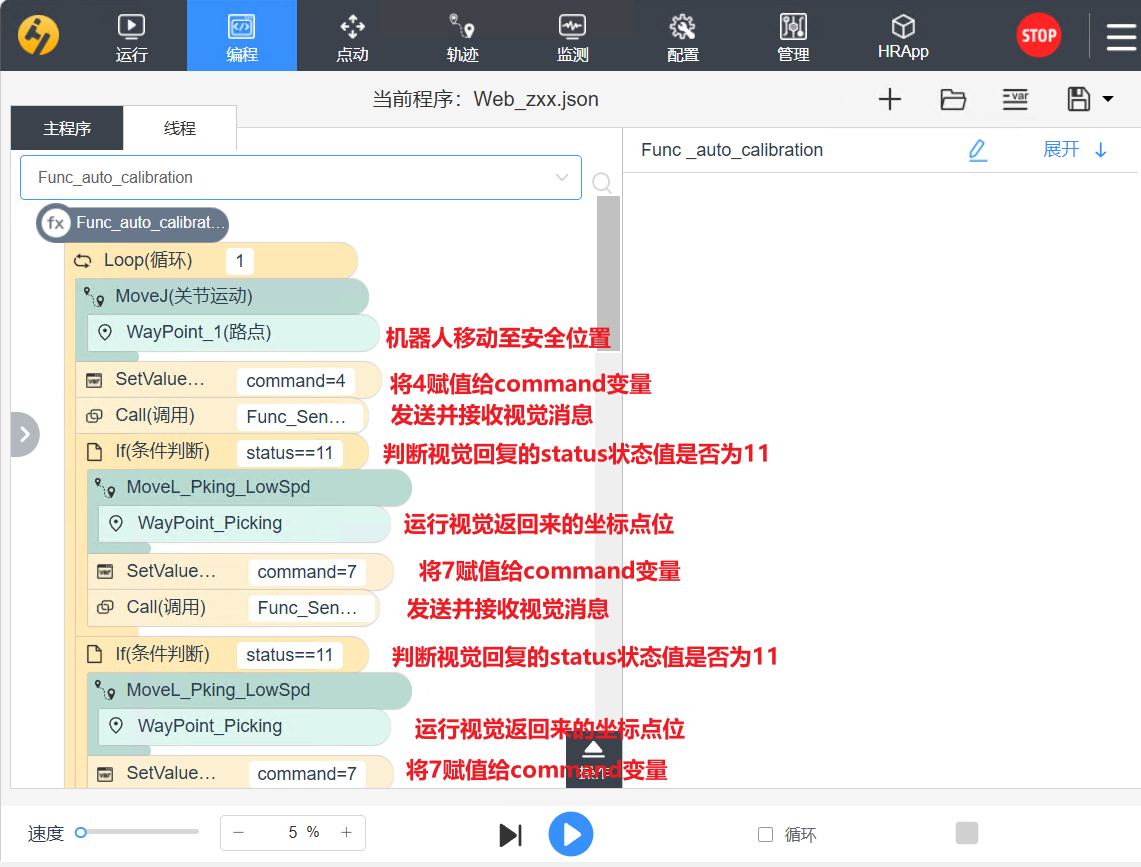 运行
编程
点动
轨迹
监测
配置
管理
HRApp
STOP
当前程序：Web_zxx.json
var
主程序
线程
Func_auto_calibration
Func _auto_calibration
展开
fx Func_auto_calibrat...
Loop(循环) 1
MoveJ(关节运动)
WayPoint_1(路点)
机器人移动至安全位置
var SetValue... command=4
将4赋值给command变量
Call(调用) Func_Sen...
发送并接收视觉消息
If(条件判断) status==11
判断视觉回复的status状态值是否为11
MoveL_Pking_LowSpd
WayPoint_Picking
运行视觉返回来的坐标点位
var SetValue... command=7
将7赋值给command变量
Call(调用) Func_Sen...
发送并接收视觉消息
If(条件判断) status==11
判断视觉回复的status状态值是否为11
MoveL_Pking_LowSpd
WayPoint_Picking
运行视觉返回来的坐标点位
var SetValue... command=7
将7赋值给command变量
操作
速度
− 5 % +
循环